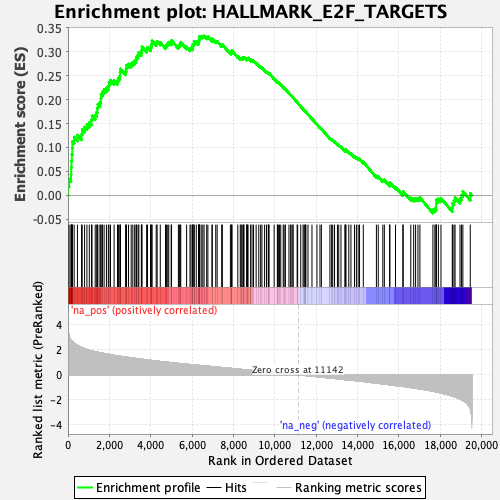 Enrichment plot: HALLMARK_E2F_TARGETS
Enrichment score (ES)
0.35
0.30
0.25
0.20
0.15
0.10
0.05
0.00
-0.05
'na_pos' (positively correlated)
Ranked list metric (PreRanked)
4
2
0
-2
-4
Zero cross at 11142
'na_neg' (negatively correlated)
0 2,000 4,000 6,000 8,000 10,000 12,000 14,000 16,000 18,000 20,000
Rank in Ordered Dataset
Enrichment profile Hits Ranking metric scores